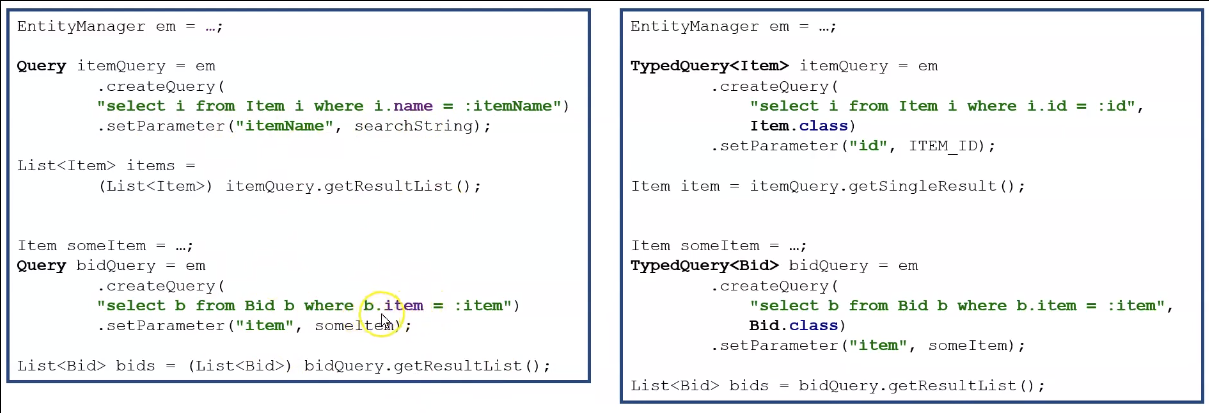 EntityManager em = …;
Query itemQuery = em
.createQuery(
"select i from Item i where i.name = :itemName")
.setParameter("itemName", searchString);
List<Item> items =
(List<Item>) itemQuery.getResultList();
Item someItem = …;
Query bidQuery = em
.createQuery(
"select b from Bid b where b.item = :item")
.setParameter("item", someItem);
List<Bid> bids = (List<Bid>) bidQuery.getResultList();
EntityManager em = …;
TypedQuery<Item> itemQuery = em
.createQuery(
"select i from Item i where i.id = :id",
Item.class)
.setParameter("id", ITEM_ID);
Item item = itemQuery.getSingleResult();
Item someItem = …;
TypedQuery<Bid> bidQuery = em
.createQuery(
"select b from Bid b where b.item = :item",
Bid.class)
.setParameter("item", someItem);
List<Bid> bids = bidQuery.getResultList();